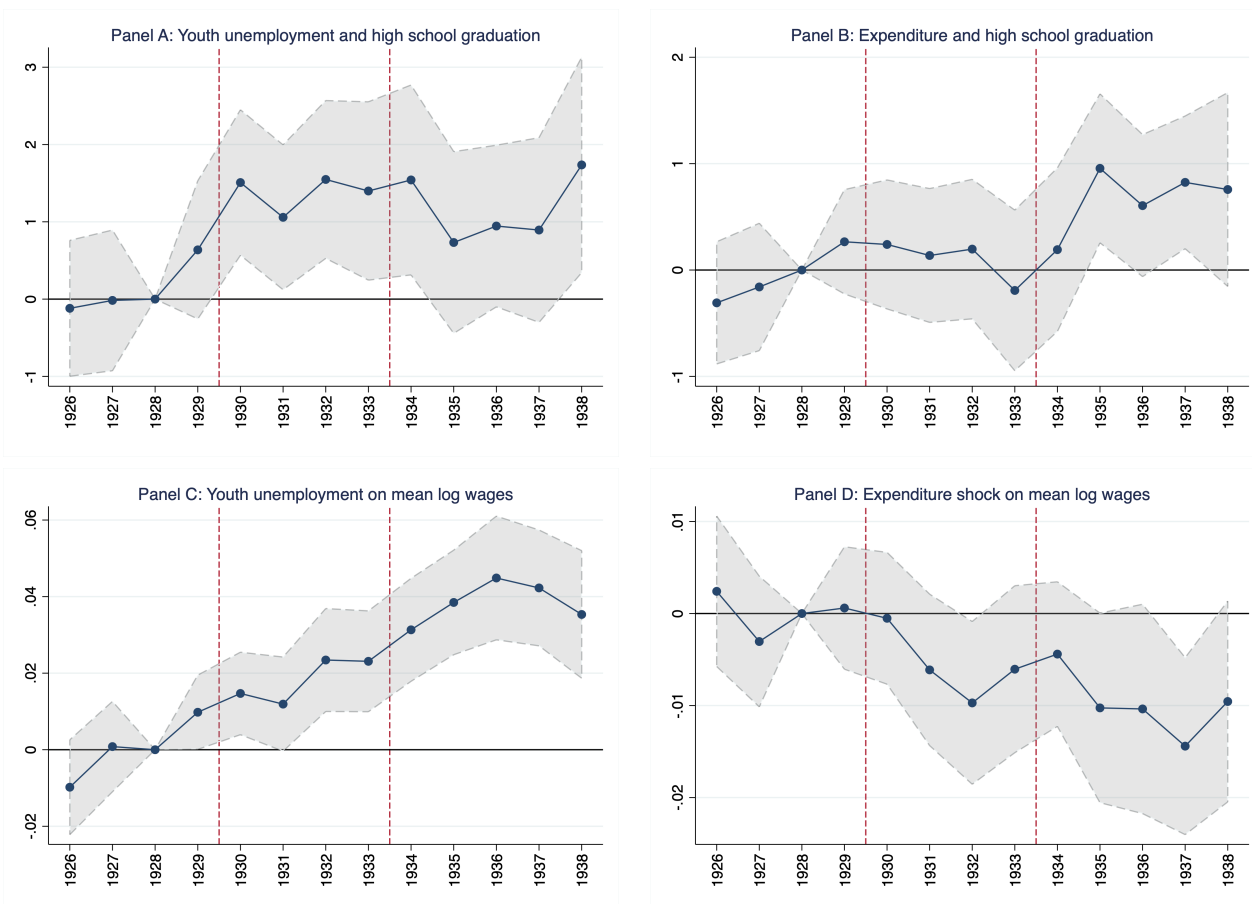 Panel A: Youth unemployment and high school graduation
3
2
1
0
-1
1926 1927 1928 1929 1930 1931 1932 1933 1934 1935 1936 1937 1938
Panel B: Expenditure and high school graduation
2
1
0
-1
1926 1927 1928 1929 1930 1931 1932 1933 1934 1935 1936 1937 1938
Panel C: Youth unemployment on mean log wages
.06
.04
.02
0
-.02
1926 1927 1928 1929 1930 1931 1932 1933 1934 1935 1936 1937 1938
Panel D: Expenditure shock on mean log wages
.01
0
-.01
-.02
1926 1927 1928 1929 1930 1931 1932 1933 1934 1935 1936 1937 1938